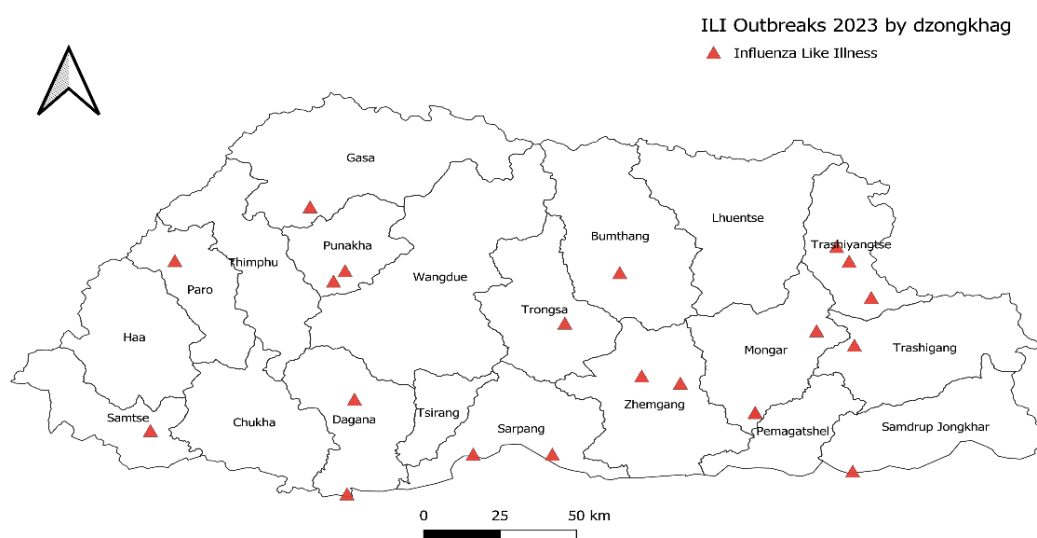 ILI Outbreaks 2023 by dzongkhag
Influenza Like Illness
Gasa
Lhuentse
Punakha
Bumthang
Trashiyangtse
Thimphu
Wangdue
Paro
Trongsa
Haa
Mongar
Trashigang
Zhemgang
Samtse
Chukha
Dagana
Tsirang
Sarpang
Pemagatshel
Samdrup Jongkhar
0 25 50 km